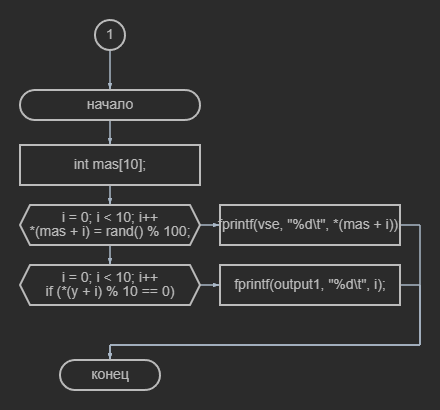 1
начало
int mas[10];
i = 0; i < 10; i++
*(mas + i) = rand() % 100;
fprintf(vse, "%d\t", *(mas + i))
i = 0; i < 10; i++
if (*(y + i) % 10 == 0)
fprintf(output1, "%d\t", i);
конец